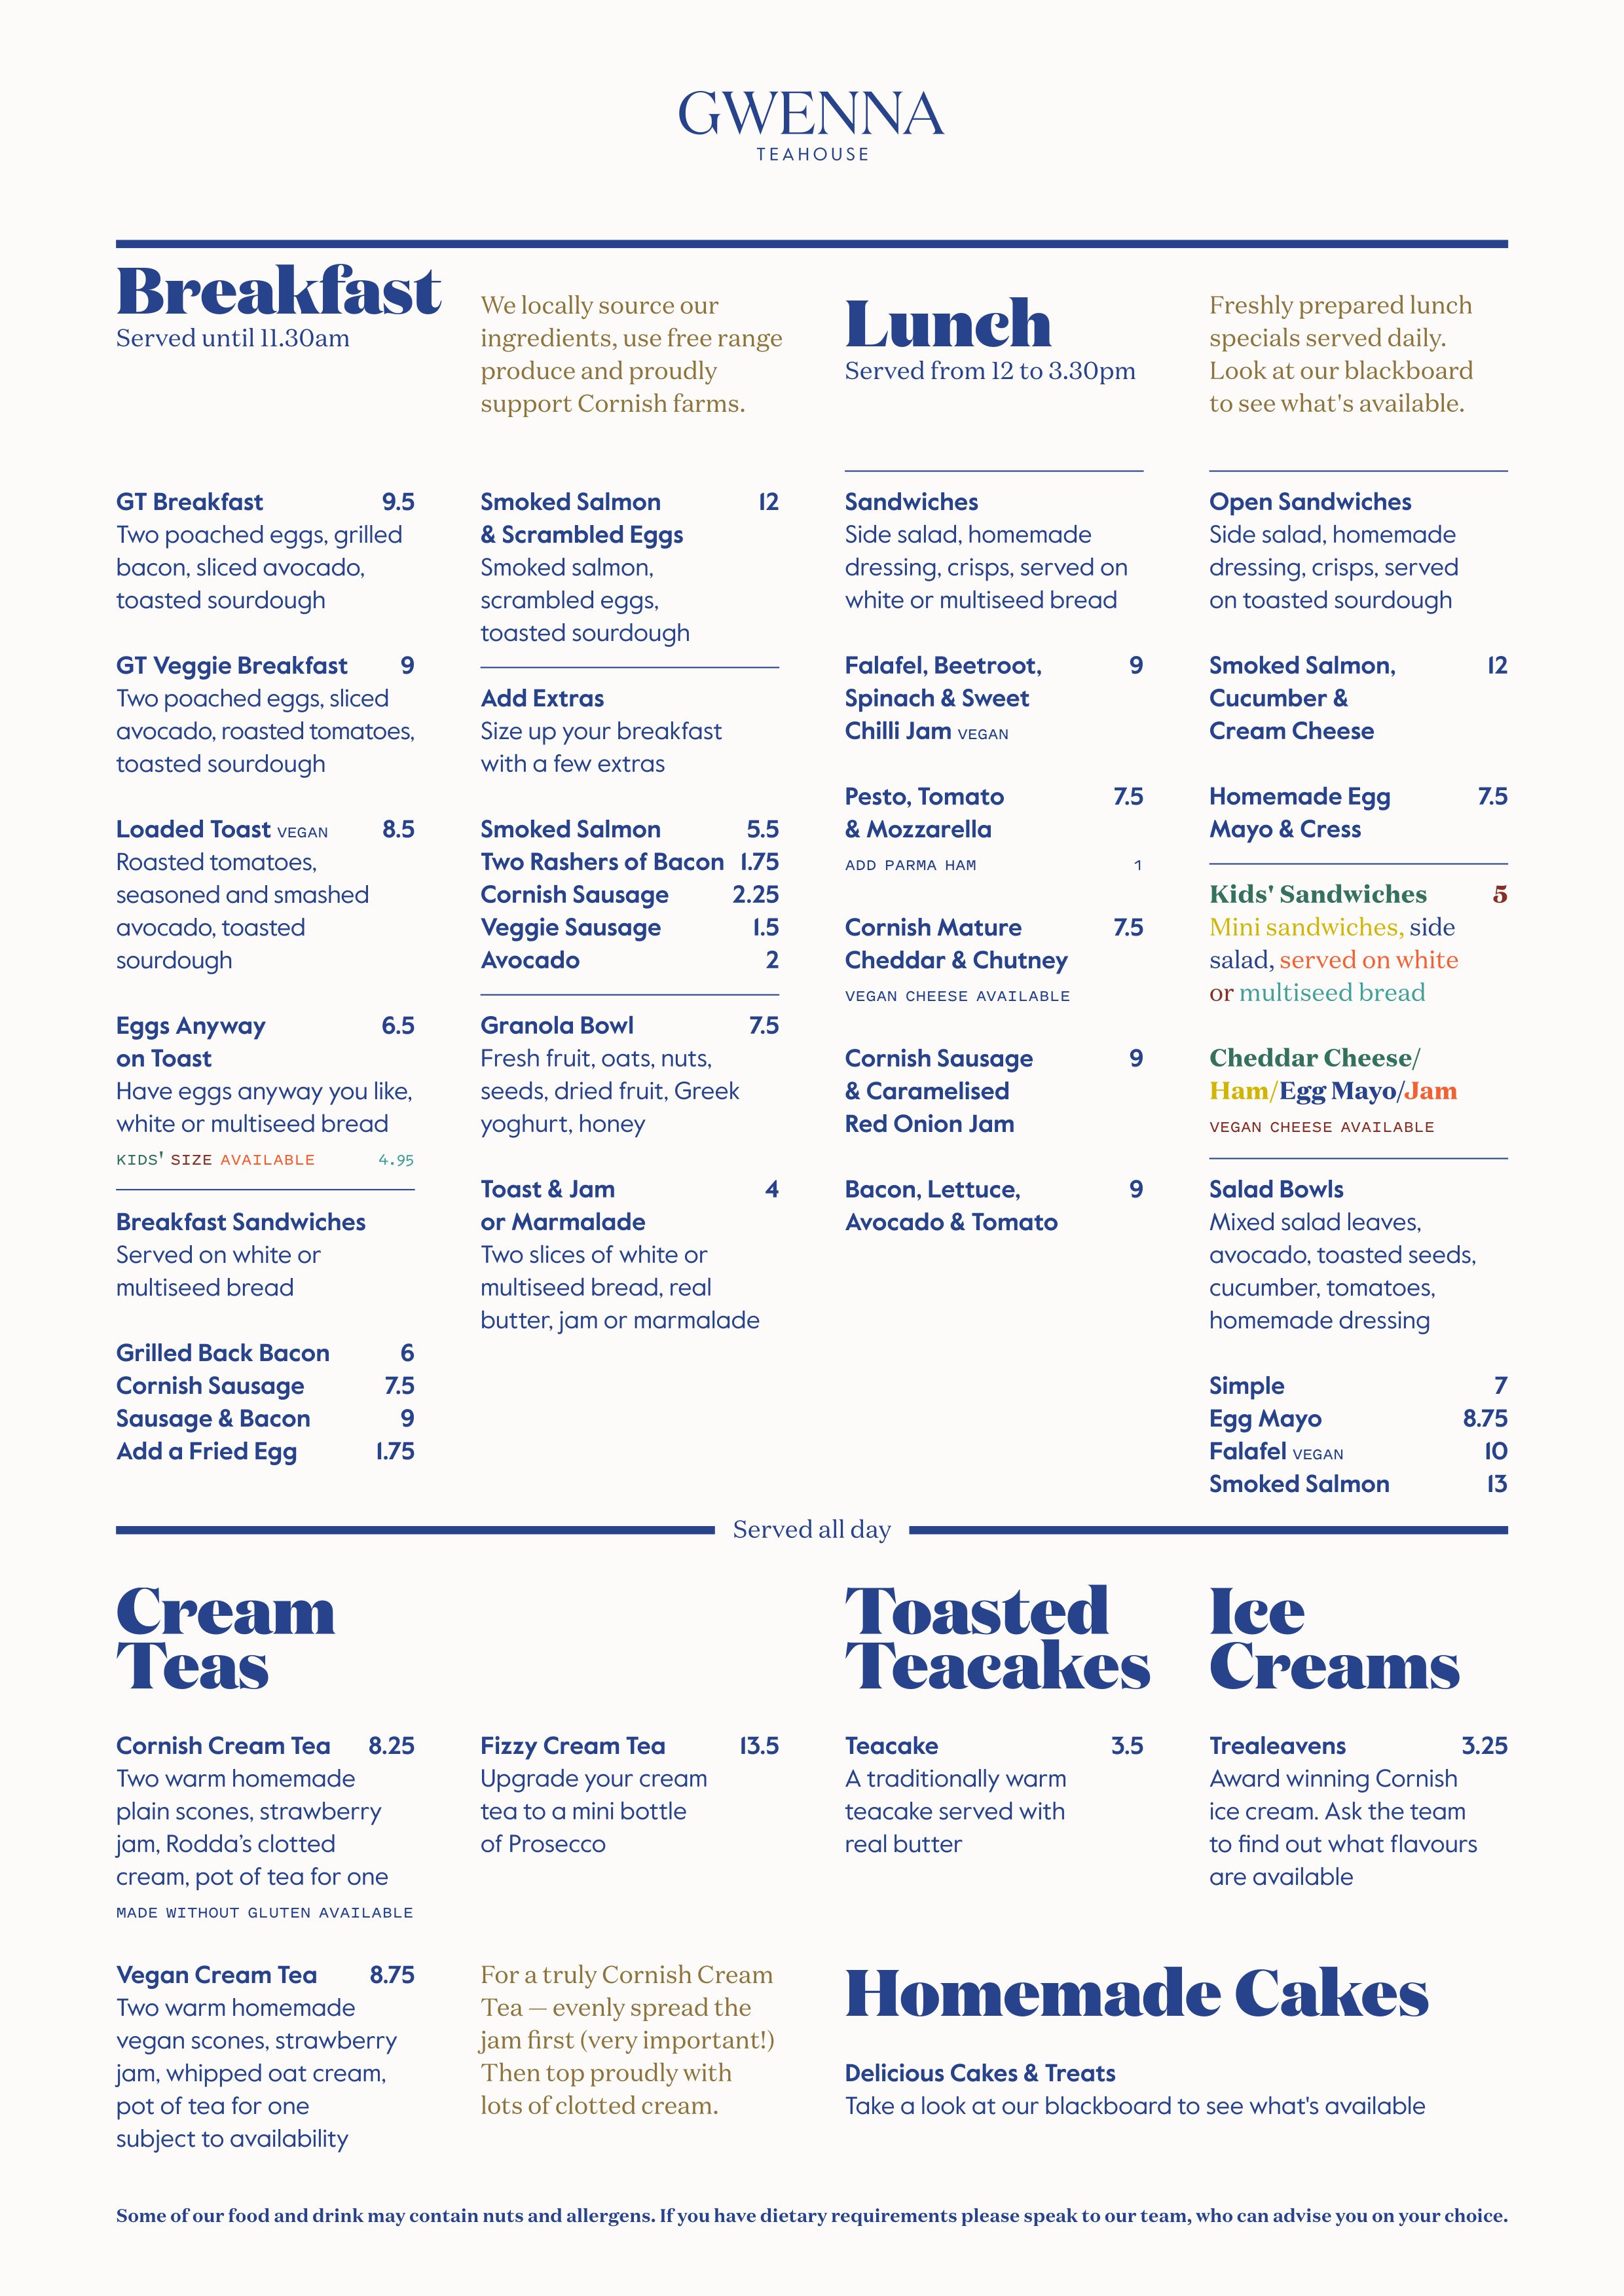 GWENNA
TEAHOUSE
Breakfast
Served until 11.30am
We locally source our
ingredients, use free range
produce and proudly
support Cornish farms.
GT Breakfast 9.5
Two poached eggs, grilled
bacon, sliced avocado,
toasted sourdough
GT Veggie Breakfast 9
Two poached eggs, sliced
avocado, roasted tomatoes,
toasted sourdough
Loaded Toast VEGAN 8.5
Roasted tomatoes,
seasoned and smashed
avocado, toasted
sourdough
Eggs Anyway 6.5
on Toast
Have eggs anyway you like,
white or multiseed bread
KIDS' SIZE AVAILABLE 4.95
Breakfast Sandwiches
Served on white or
multiseed bread
Grilled Back Bacon 6
Cornish Sausage 7.5
Sausage & Bacon 9
Add a Fried Egg 1.75
Smoked Salmon 12
& Scrambled Eggs
Smoked salmon,
scrambled eggs,
toasted sourdough
Add Extras
Size up your breakfast
with a few extras
Smoked Salmon 5.5
Two Rashers of Bacon 1.75
Cornish Sausage 2.25
Veggie Sausage 1.5
Avocado 2
Granola Bowl 7.5
Fresh fruit, oats, nuts,
seeds, dried fruit, Greek
yoghurt, honey
Toast & Jam 4
or Marmalade
Two slices of white or
multiseed bread, real
butter, jam or marmalade
Lunch
Served from 12 to 3.30pm
Freshly prepared lunch
specials served daily.
Look at our blackboard
to see what's available.
Sandwiches
Side salad, homemade
dressing, crisps, served on
white or multiseed bread
Falafel, Beetroot, 9
Spinach & Sweet
Chilli Jam VEGAN
Pesto, Tomato 7.5
& Mozzarella
ADD PARMA HAM 1
Cornish Mature 7.5
Cheddar & Chutney
VEGAN CHEESE AVAILABLE
Cornish Sausage 9
& Caramelised
Red Onion Jam
Bacon, Lettuce, 9
Avocado & Tomato
Open Sandwiches
Side salad, homemade
dressing, crisps, served
on toasted sourdough
Smoked Salmon, 12
Cucumber &
Cream Cheese
Homemade Egg 7.5
Mayo & Cress
Kids' Sandwiches 5
Mini sandwiches, side
salad, served on white
or multiseed bread
Cheddar Cheese/
Ham/Egg Mayo/Jam
VEGAN CHEESE AVAILABLE
Salad Bowls
Mixed salad leaves,
avocado, toasted seeds,
cucumber, tomatoes,
homemade dressing
Simple 7
Egg Mayo 8.75
Falafel VEGAN 10
Smoked Salmon 13
Served all day
Cream
Teas
Cornish Cream Tea 8.25
Two warm homemade
plain scones, strawberry
jam, Rodda’s clotted
cream, pot of tea for one
MADE WITHOUT GLUTEN AVAILABLE
Vegan Cream Tea 8.75
Two warm homemade
vegan scones, strawberry
jam, whipped oat cream,
pot of tea for one
subject to availability
Fizzy Cream Tea 13.5
Upgrade your cream
tea to a mini bottle
of Prosecco
For a truly Cornish Cream
Tea — evenly spread the
jam first (very important!)
Then top proudly with
lots of clotted cream.
Toasted
Teacakes
Teacake 3.5
A traditionally warm
teacake served with
real butter
Ice
Creams
Trealeavens 3.25
Award winning Cornish
ice cream. Ask the team
to find out what flavours
are available
Homemade Cakes
Delicious Cakes & Treats
Take a look at our blackboard to see what's available
Some of our food and drink may contain nuts and allergens. If you have dietary requirements please speak to our team, who can advise you on your choice.